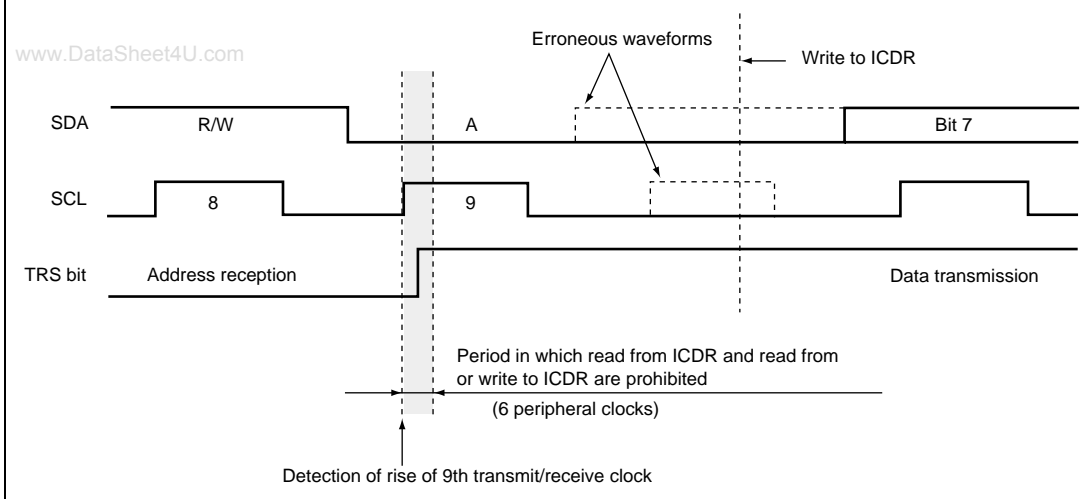 Erroneous waveforms
www.DataSheet4U.com
Write to ICDR
SDA
R/W
A
Bit 7
SCL
8
9
TRS bit
Address reception
Data transmission
Period in which read from ICDR and read from
or write to ICDR are prohibited
(6 peripheral clocks)
Detection of rise of 9th transmit/receive clock